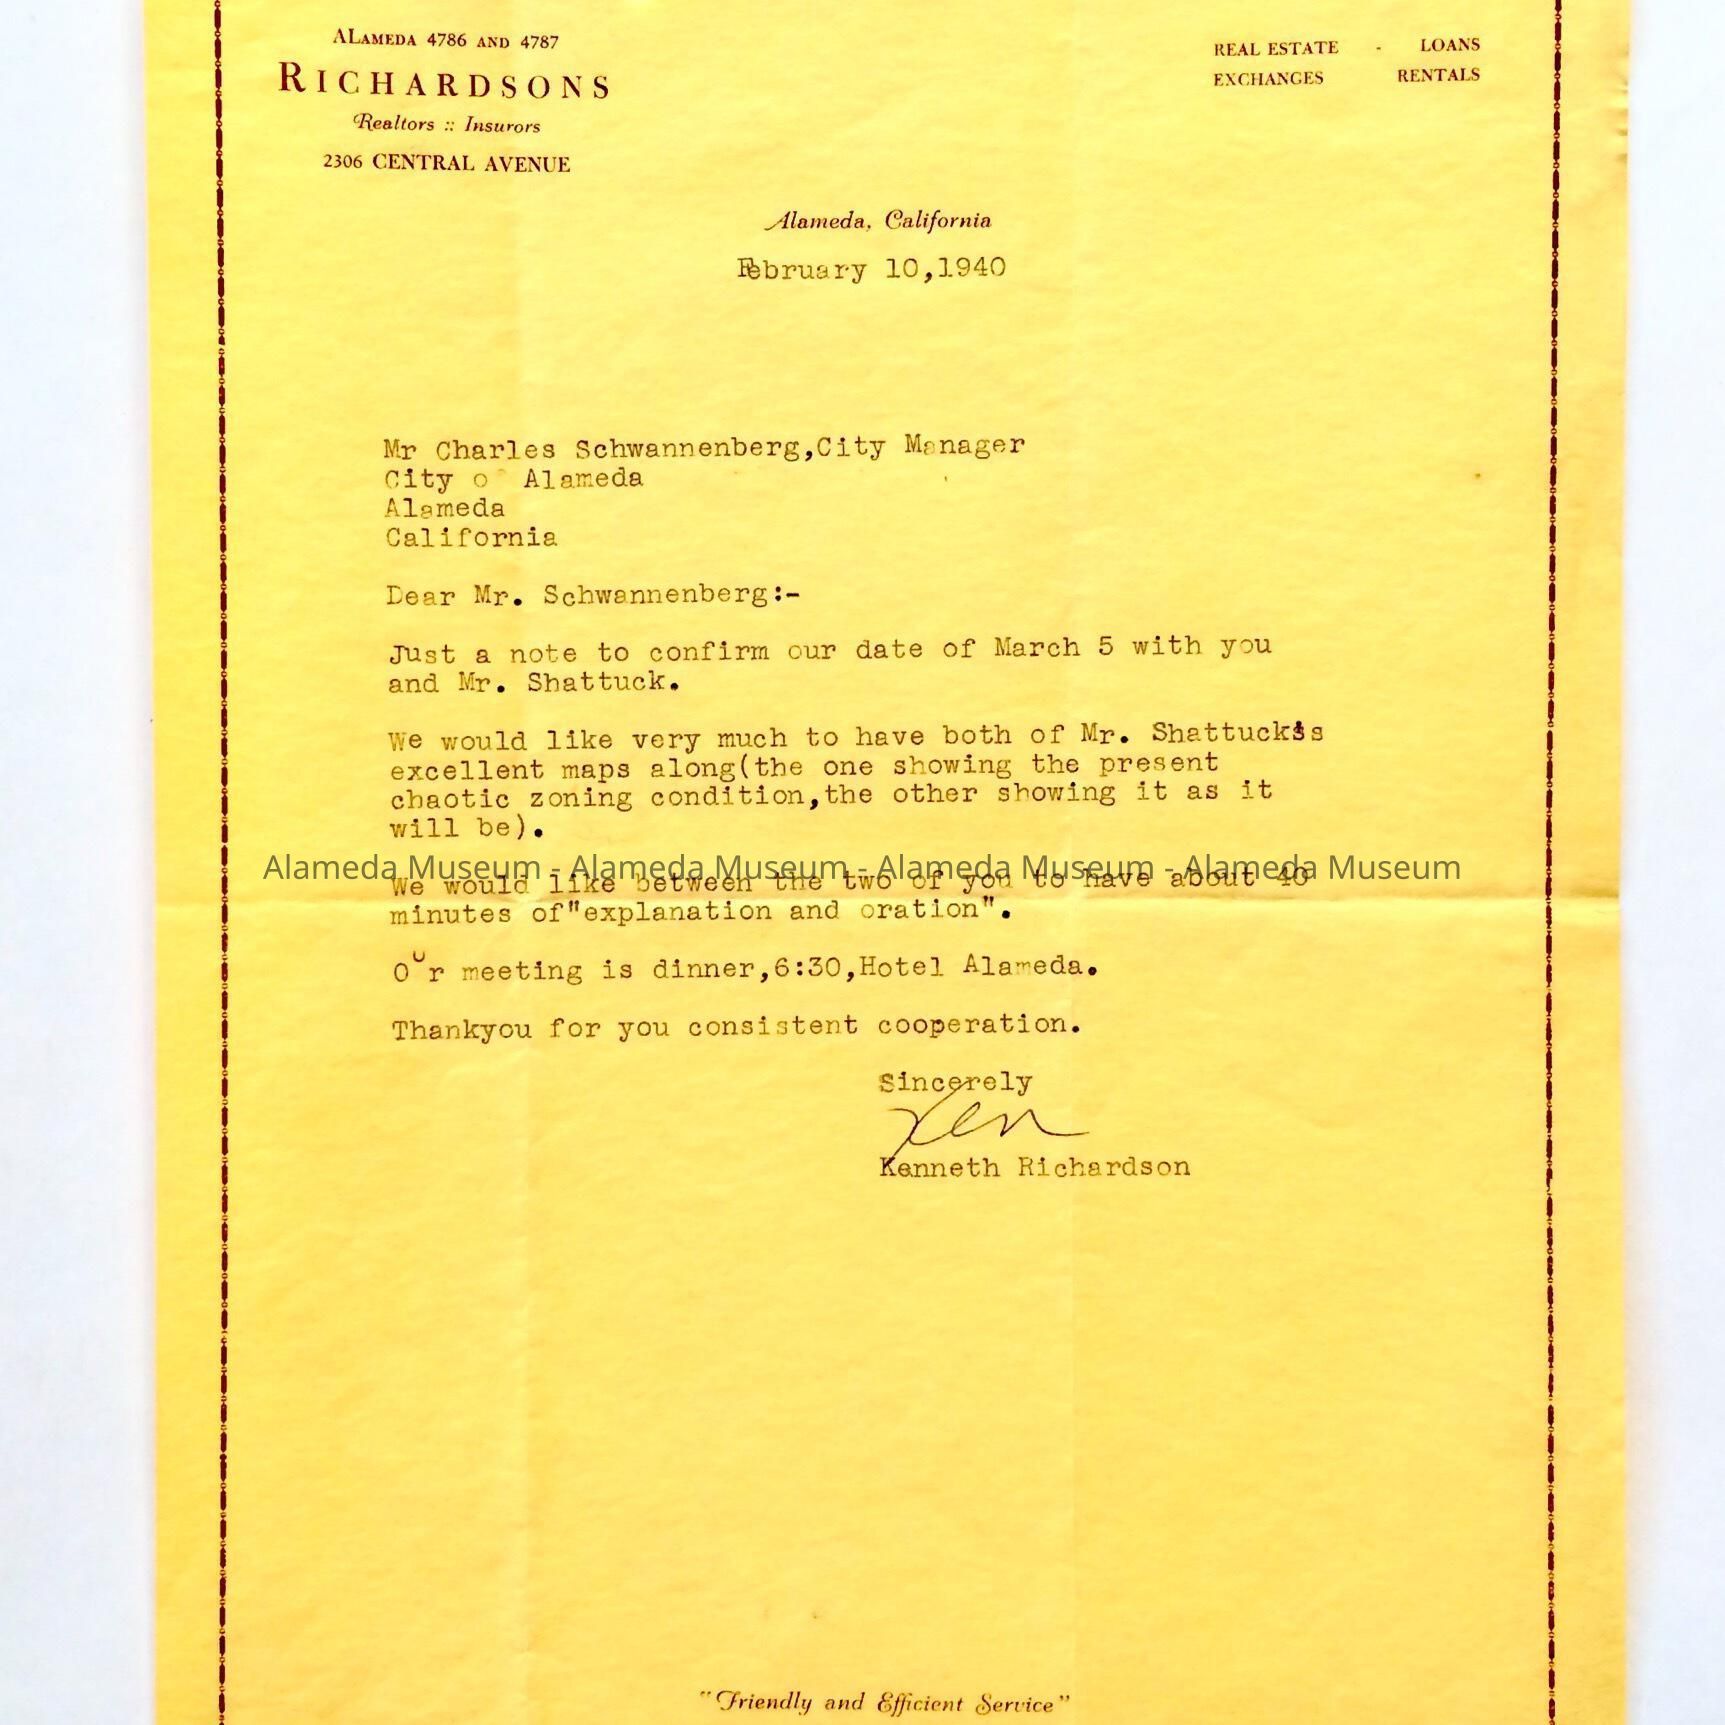 ALAMEDA 4786 AND 4787
RICHARDSONS
Realtors :: Insurors
2306 CENTRAL AVENUE
REAL ESTATE - LOANS
EXCHANGES RENTALS
Alameda, California
February 10,1940
Mr Charles Schwannenberg,City Manager
City of Alameda
Alameda
California
Dear Mr. Schwannenberg:-
Just a note to confirm our date of March 5 with you
and Mr. Shattuck.
We would like very much to have both of Mr. Shattuck's
excellent maps along(the one showing the present
chaotic zoning condition,the other showing it as it
will be).
Alameda Museum - Alameda Museum - Alameda Museum - Alameda Museum
We would like between the two of you to have about 40
minutes of"explanation and oration".
Our meeting is dinner,6:30,Hotel Alameda.
Thankyou for you consistent cooperation.
Sincerely
Ken
Kenneth Richardson
"Friendly and Efficient Service"